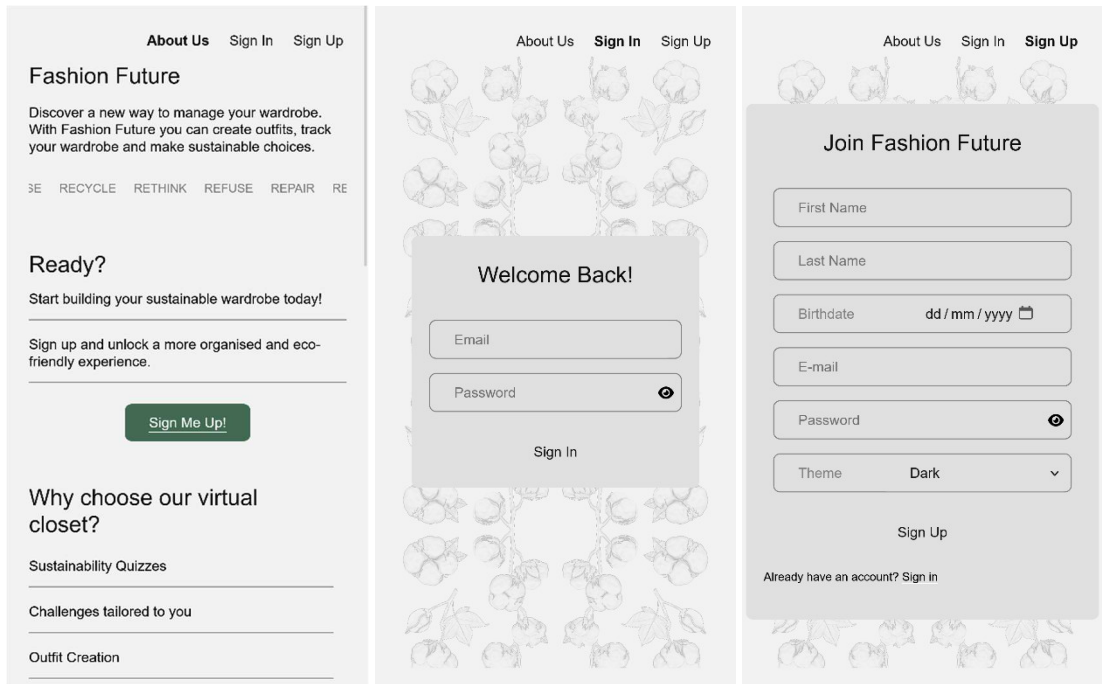 About Us Sign In Sign Up
Fashion Future
Discover a new way to manage your wardrobe.
With Fashion Future you can create outfits, track
your wardrobe and make sustainable choices.
SE RECYCLE RETHINK REFUSE REPAIR RE
Ready?
Start building your sustainable wardrobe today!
Sign up and unlock a more organised and eco-
friendly experience.
Sign Me Up!
Why choose our virtual
closet?
Sustainability Quizzes
Challenges tailored to you
Outfit Creation
About Us Sign In Sign Up
Welcome Back!
Email
Password
Sign In
About Us Sign In Sign Up
Join Fashion Future
First Name
Last Name
Birthdate dd / mm / yyyy
E-mail
Password
Theme Dark
Sign Up
Already have an account? Sign in